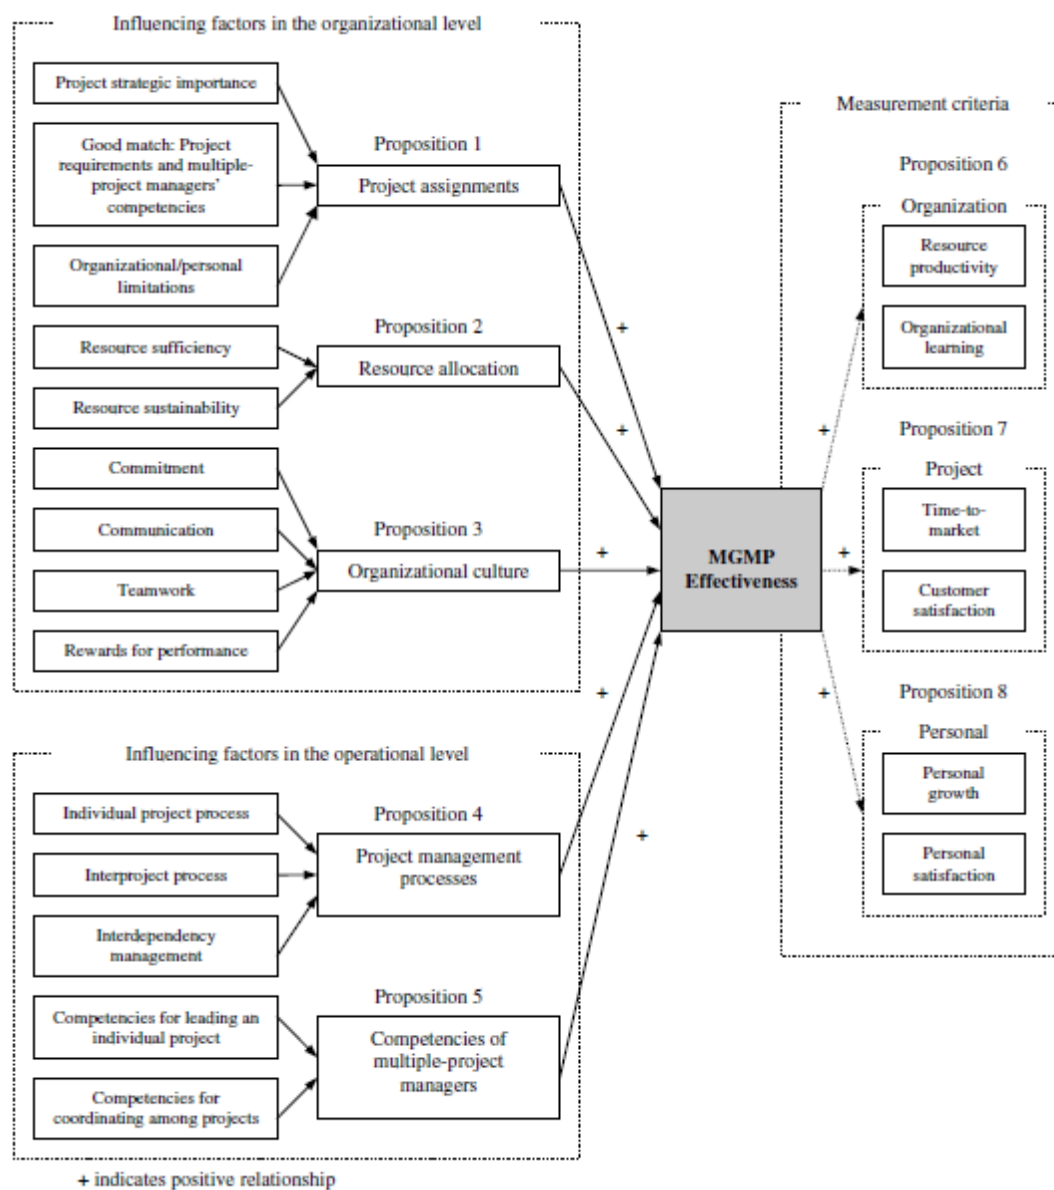 Influencing factors in the organizational level
Project strategic importance
Good match: Project
requirements and multiple-
project managers'
competencies
Organizational/personal
limitations
Proposition 1
Project assignments
+
Resource sufficiency
Resource sustainability
Proposition 2
Resource allocation
+
Commitment
Communication
Teamwork
Rewards for performance
Proposition 3
Organizational culture
+
Influencing factors in the operational level
Individual project process
Interproject process
Interdependency
management
Proposition 4
Project management
processes
+
Competencies for leading an
individual project
Competencies for
coordinating among projects
Proposition 5
Competencies of
multiple-project
managers
+
MGMP
Effectiveness
Measurement criteria
Proposition 6
Organization
Resource
productivity
Organizational
learning
+
Proposition 7
Project
Time-to-
market
Customer
satisfaction
+
Proposition 8
Personal
Personal
growth
Personal
satisfaction
+
+ indicates positive relationship